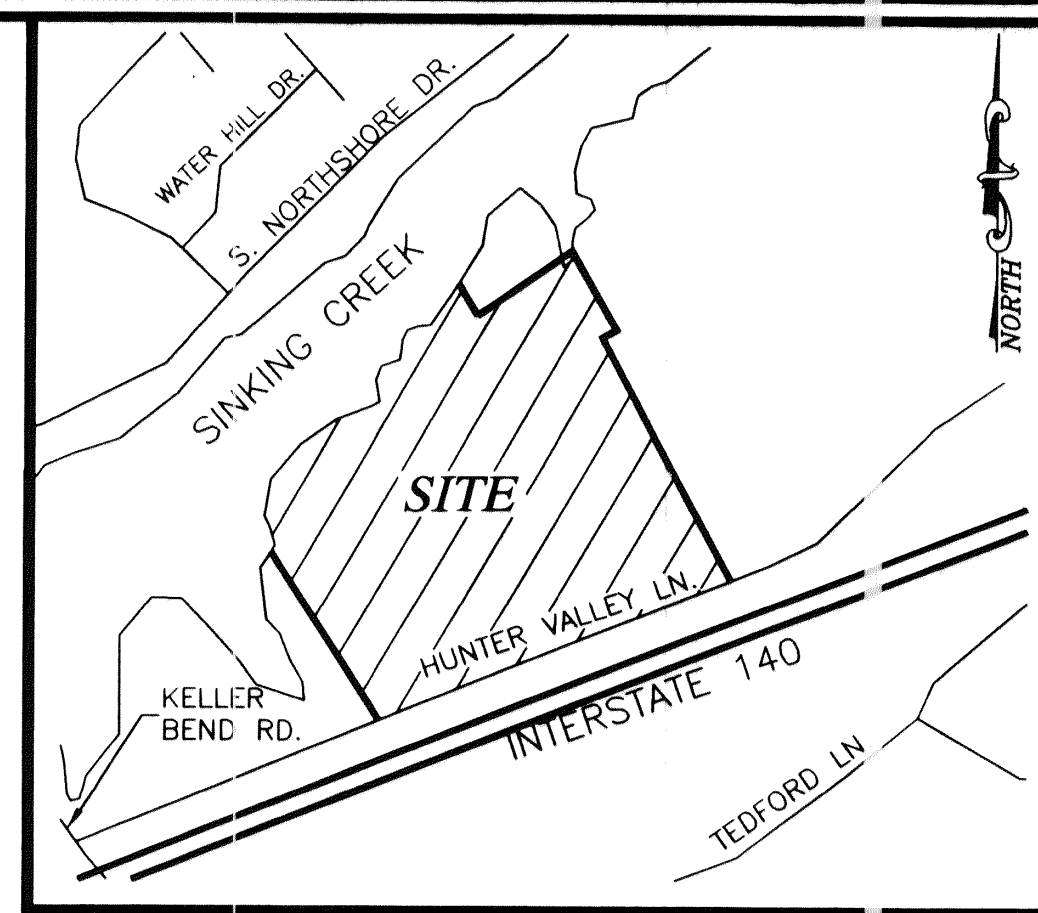 WATER HILL DR.
S. NORTHSHORE DR.
SINKING CREEK
NORTH
SITE
HUNTER VALLEY LN.
KELLER
BEND RD.
INTERSTATE 140
TEDFORD LN